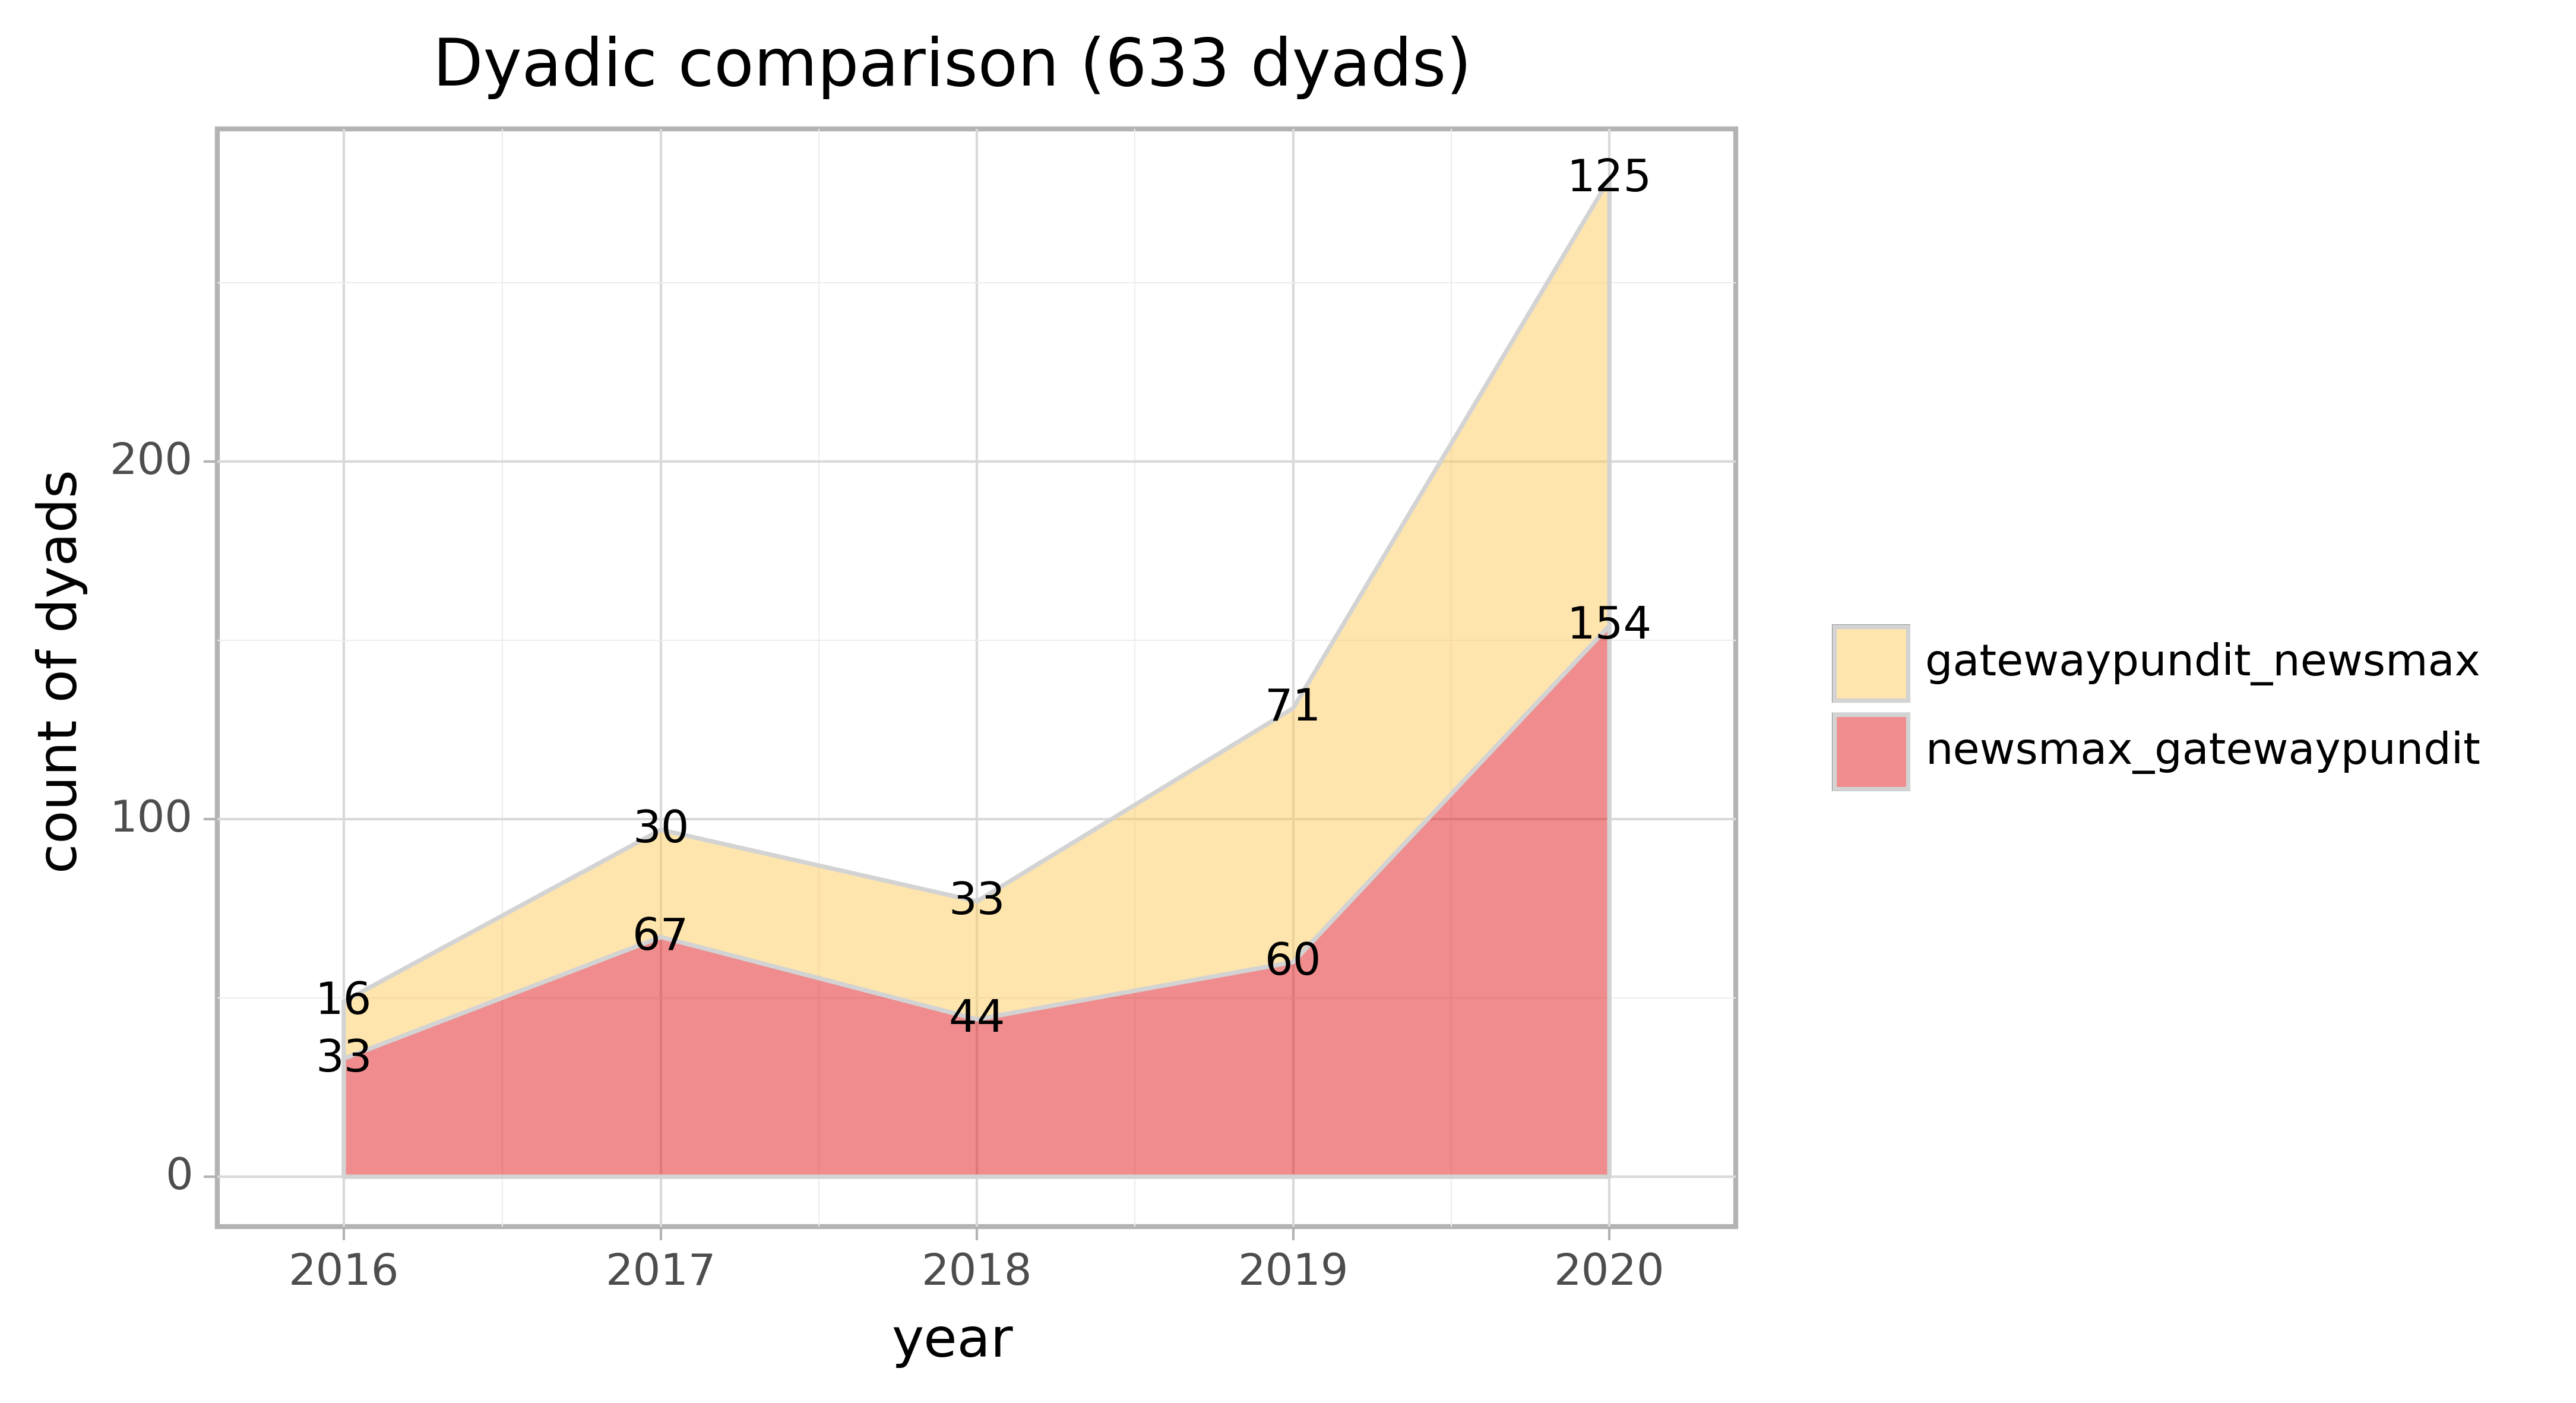 Dyadic comparison (633 dyads)
count of dyads
200
100
0
125
154
71
60
30
67
33
44
16
33
2016 2017 2018 2019 2020
year
gatewaypundit_newsmax
newsmax_gatewaypundit